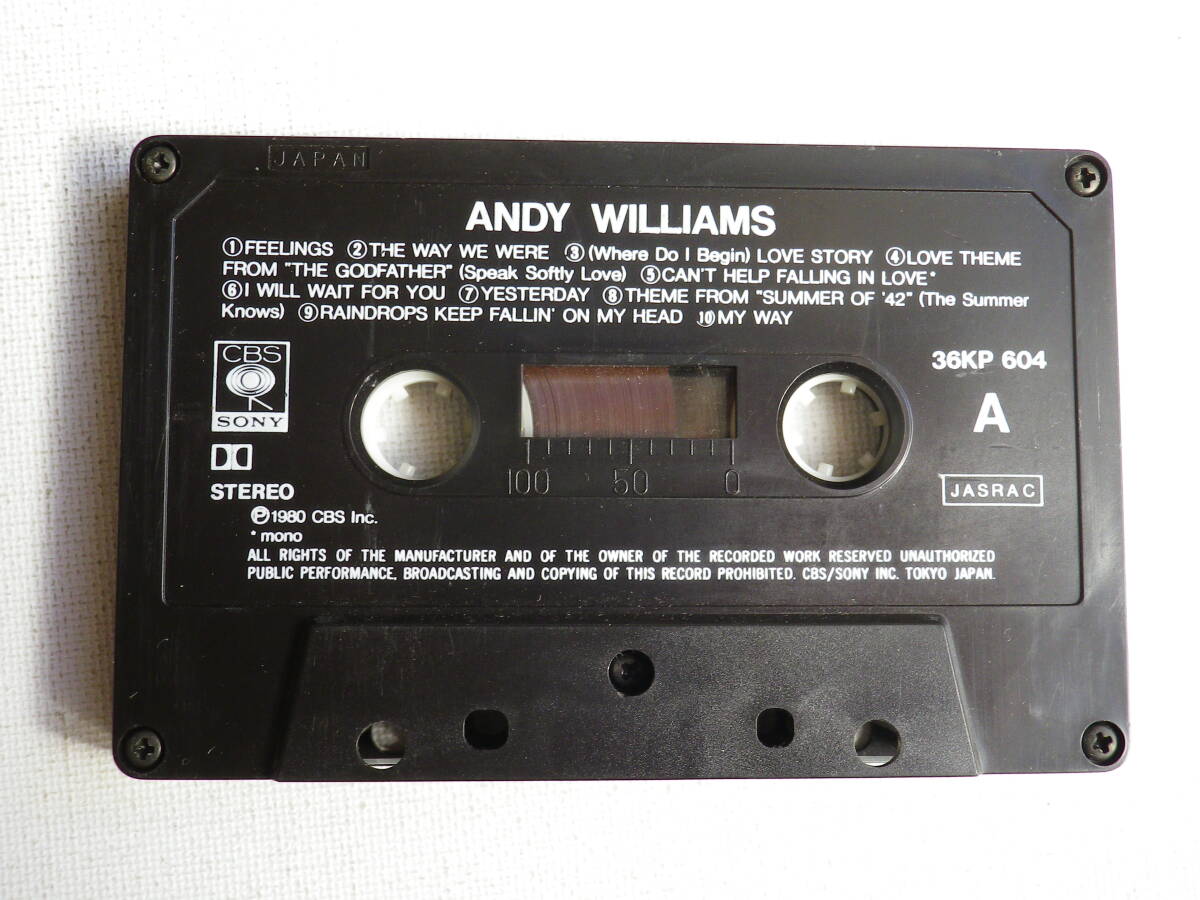 JAPAN
ANDY WILLIAMS
①FEELINGS ②THE WAY WE WERE ③(Where Do I Begin) LOVE STORY ④LOVE THEME
FROM "THE GODFATHER" (Speak Softly Love) ⑤CAN'T HELP FALLING IN LOVE*
⑥I WILL WAIT FOR YOU ⑦YESTERDAY ⑧THEME FROM "SUMMER OF '42" (The Summer
Knows) ⑨RAINDROPS KEEP FALLIN' ON MY HEAD ⑩MY WAY
CBS
SONY
36KP 604
A
100 50 0
STEREO
JASRAC
Ⓟ1980 CBS Inc.
* mono
ALL RIGHTS OF THE MANUFACTURER AND OF THE OWNER OF THE RECORDED WORK RESERVED UNAUTHORIZED
PUBLIC PERFORMANCE, BROADCASTING AND COPYING OF THIS RECORD PROHIBITED. CBS/SONY INC. TOKYO JAPAN.